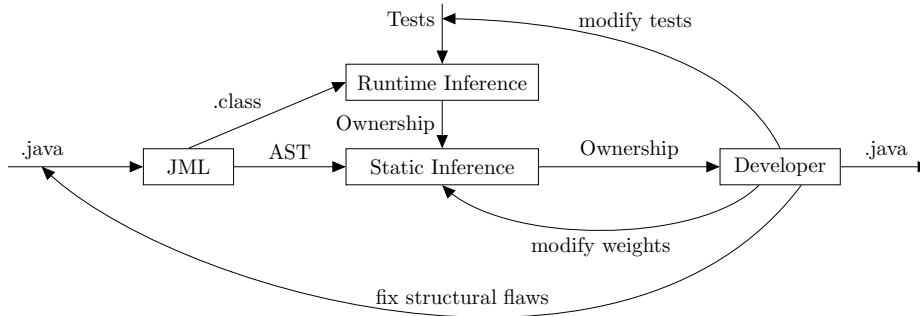 Tests
modify tests
Runtime Inference
.class
Ownership
.java
JML
AST
Static Inference
Ownership
Developer
.java
modify weights
fix structural flaws